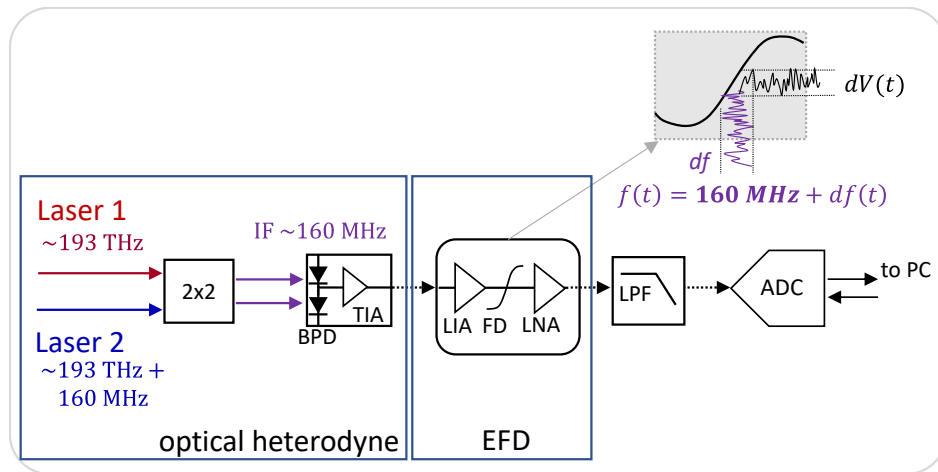 dV(t)
df
f(t) = 160 MHz + df(t)
Laser 1
~193 THz
IF ~160 MHz
2x2
TIA
BPD
LIA
FD
LNA
LPF
ADC
to PC
Laser 2
~193 THz +
160 MHz
optical heterodyne
EFD